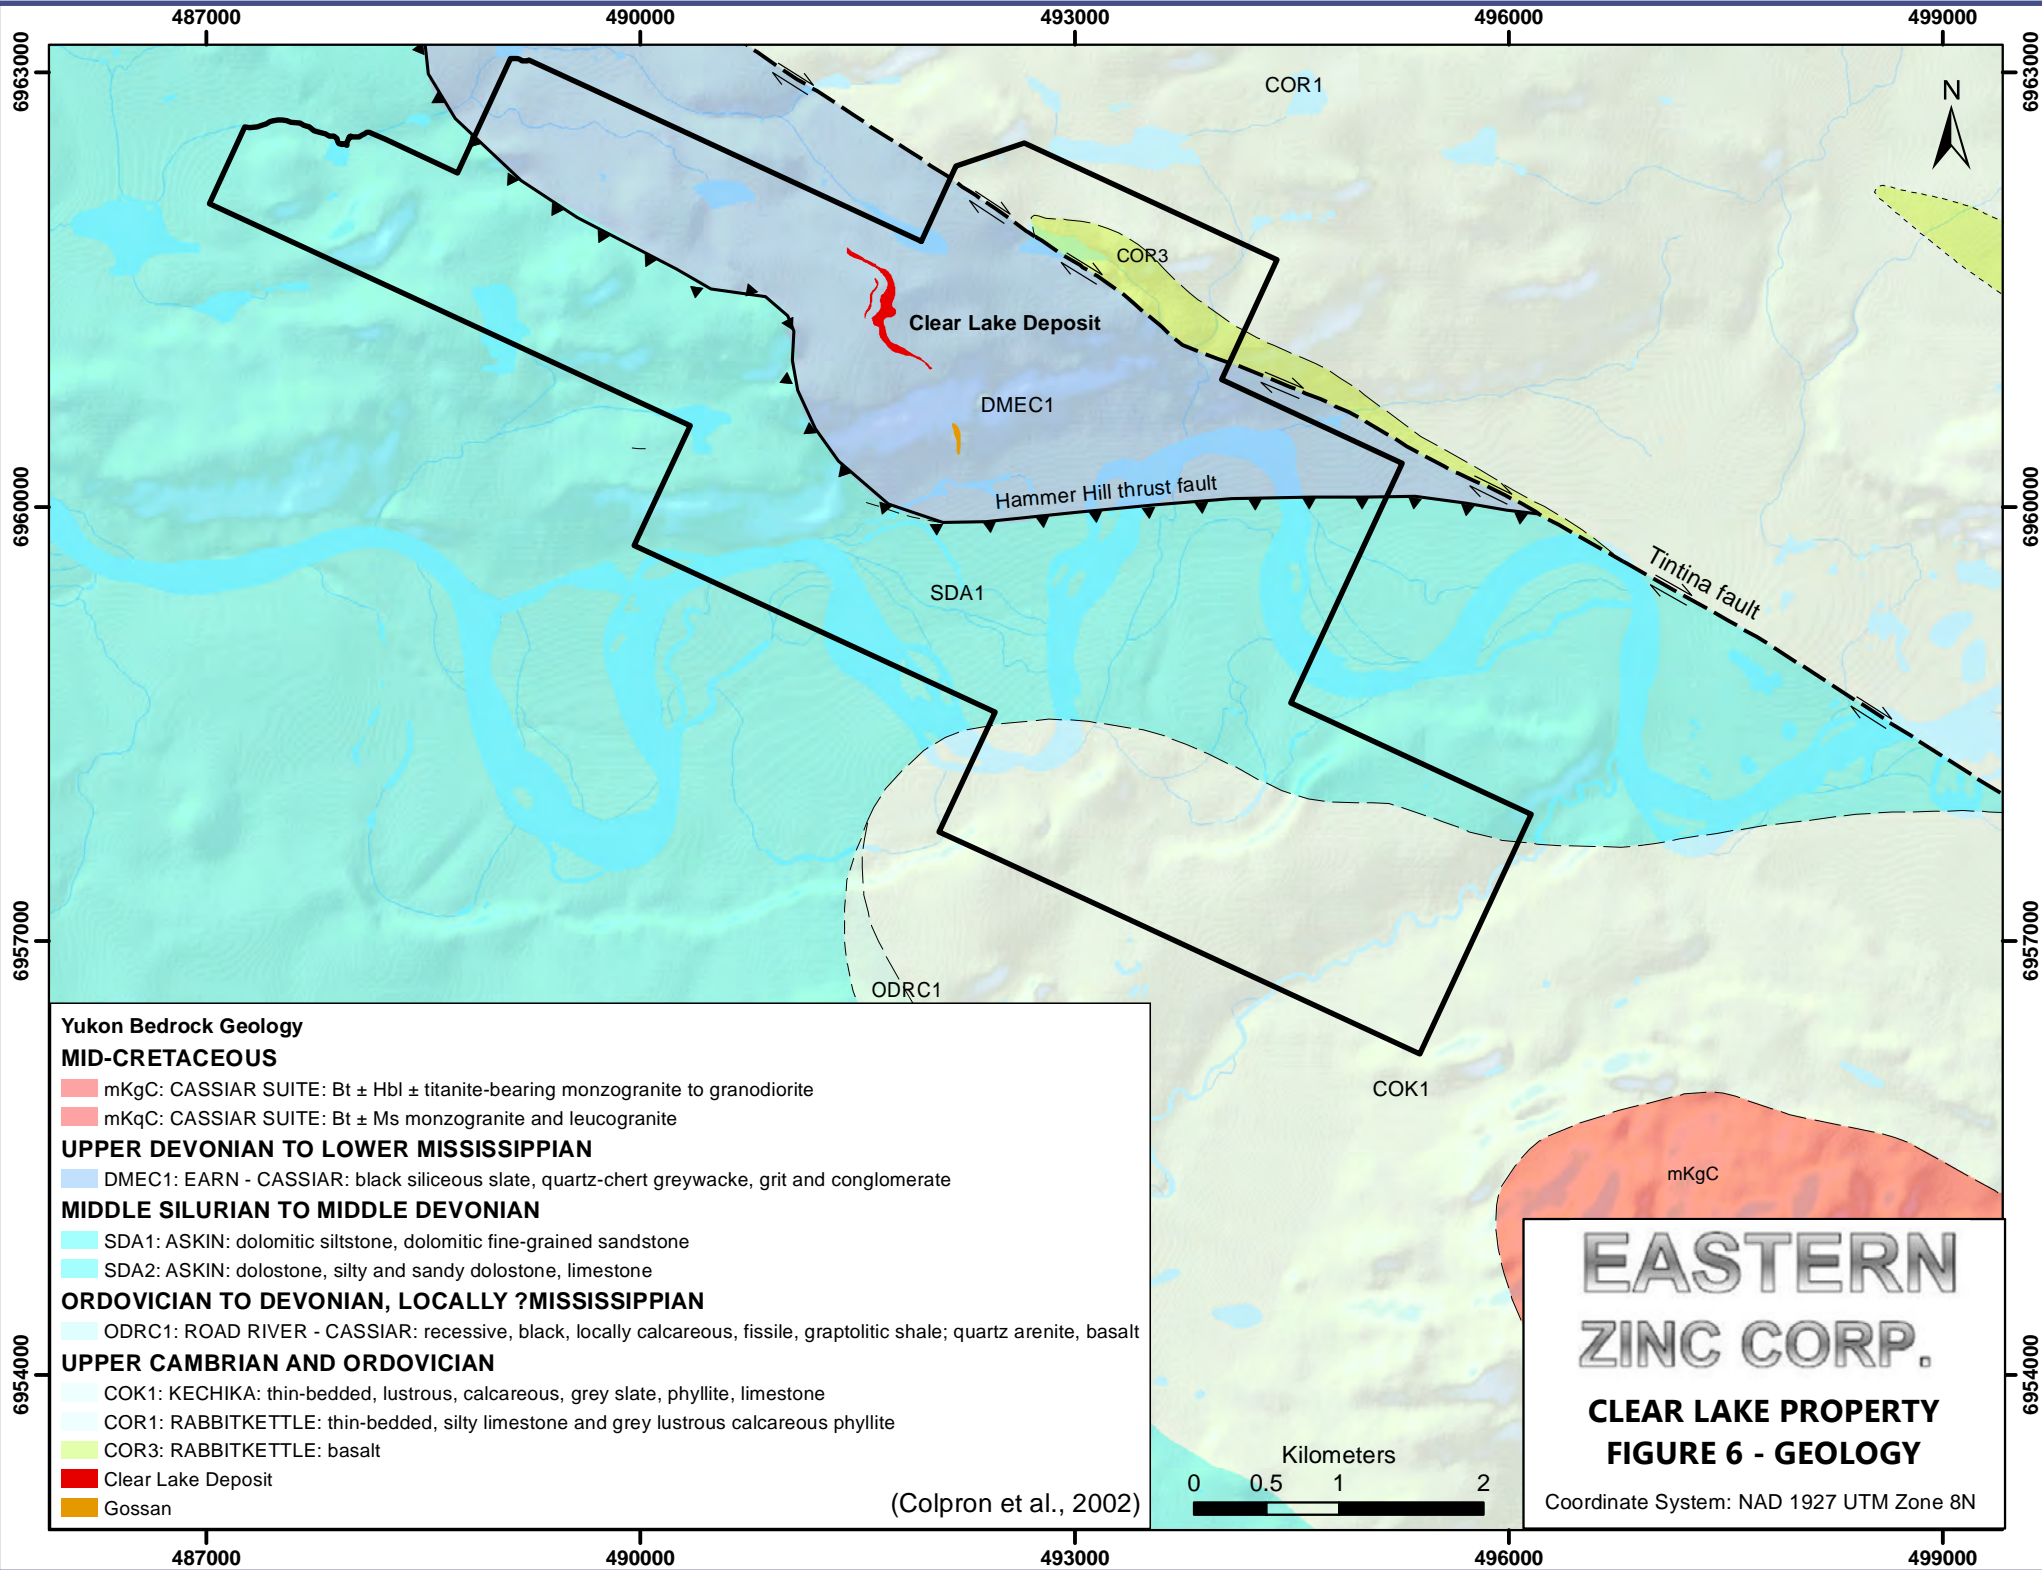 487000 490000 493000 496000 499000
6963000 6963000
COR1
N
COR3
Clear Lake Deposit
DMEC1
Hammer Hill thrust fault
6960000 6960000
Tintina fault
SDA1
6957000 6957000
ODRC1
COK1
mKgC
Yukon Bedrock Geology
MID-CRETACEOUS
mKgC: CASSIAR SUITE: Bt ± Hbl ± titanite-bearing monzogranite to granodiorite
mKqC: CASSIAR SUITE: Bt ± Ms monzogranite and leucogranite
UPPER DEVONIAN TO LOWER MISSISSIPPIAN
DMEC1: EARN - CASSIAR: black siliceous slate, quartz-chert greywacke, grit and conglomerate
MIDDLE SILURIAN TO MIDDLE DEVONIAN
SDA1: ASKIN: dolomitic siltstone, dolomitic fine-grained sandstone
SDA2: ASKIN: dolostone, silty and sandy dolostone, limestone
ORDOVICIAN TO DEVONIAN, LOCALLY ?MISSISSIPPIAN
ODRC1: ROAD RIVER - CASSIAR: recessive, black, locally calcareous, fissile, graptolitic shale; quartz arenite, basalt
UPPER CAMBRIAN AND ORDOVICIAN
COK1: KECHIKA: thin-bedded, lustrous, calcareous, grey slate, phyllite, limestone
COR1: RABBITKETTLE: thin-bedded, silty limestone and grey lustrous calcareous phyllite
COR3: RABBITKETTLE: basalt
Clear Lake Deposit
Gossan
(Colpron et al., 2002)
6954000 6954000
Kilometers
0 0.5 1 2
EASTERN
ZINC CORP.
CLEAR LAKE PROPERTY
FIGURE 6 - GEOLOGY
Coordinate System: NAD 1927 UTM Zone 8N
487000 490000 493000 496000 499000